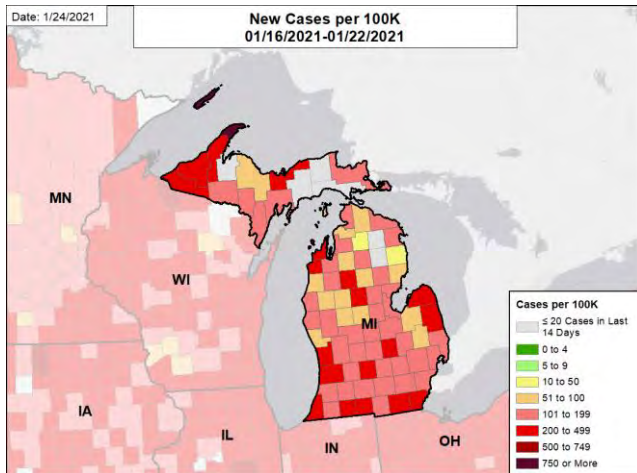 Date: 1/24/2021
New Cases per 100K
01/16/2021-01/22/2021
MN
WI
MI
IA
IL
IN
OH
Cases per 100K
≤ 20 Cases in Last
14 Days
0 to 4
5 to 9
10 to 50
51 to 100
101 to 199
200 to 499
500 to 749
750 or More